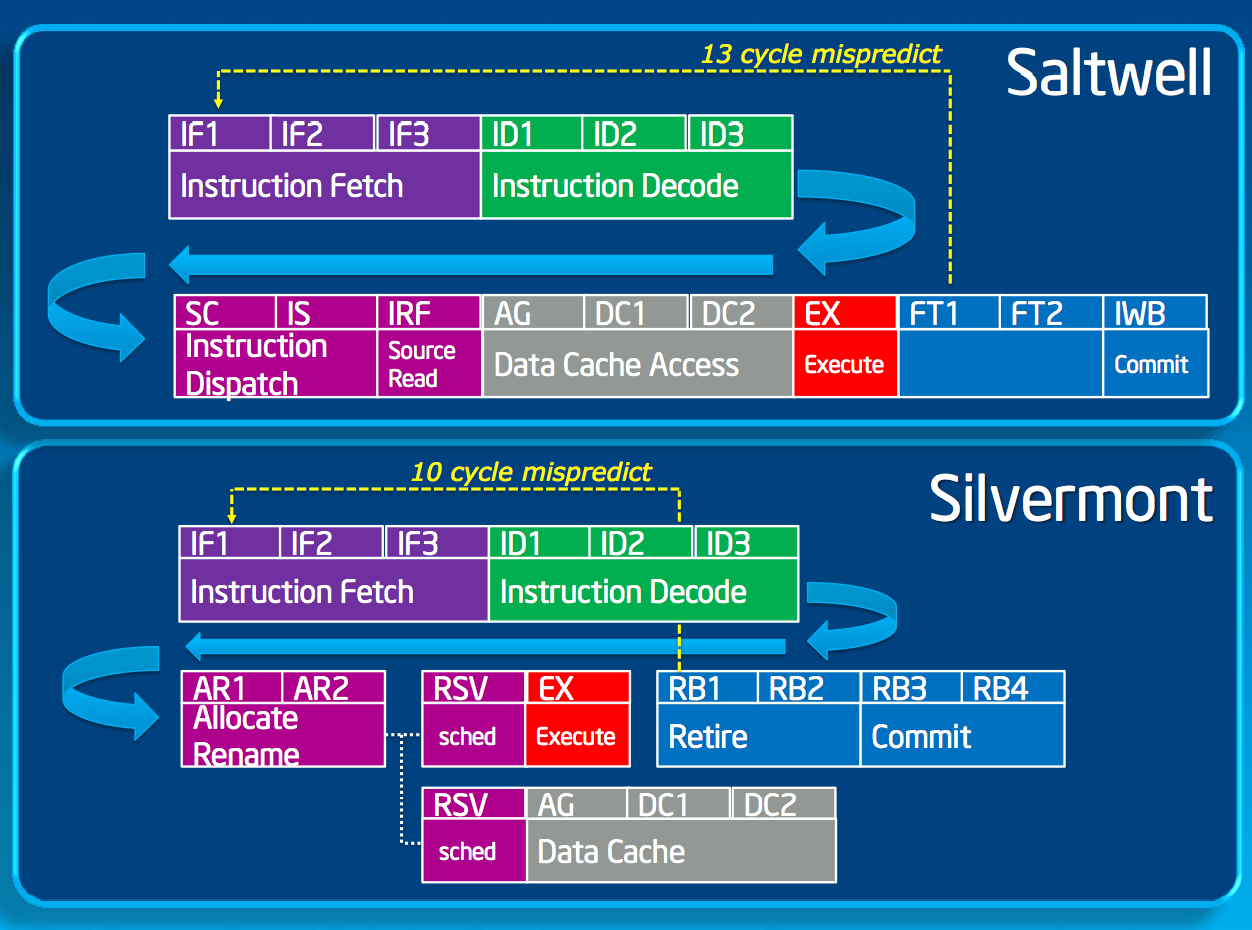 13 cycle mispredict
Saltwell
IF1 IF2 IF3 ID1 ID2 ID3
Instruction Fetch Instruction Decode
SC IS IRF AG DC1 DC2 EX FT1 FT2 IWB
Instruction
Dispatch
Source
Read
Data Cache Access
Execute
Commit
10 cycle mispredict
Silvermont
IF1 IF2 IF3 ID1 ID2 ID3
Instruction Fetch Instruction Decode
AR1 AR2 RSV EX RB1 RB2 RB3 RB4
Allocate
Rename
sched
Execute
Retire
Commit
RSV AG DC1 DC2
sched Data Cache